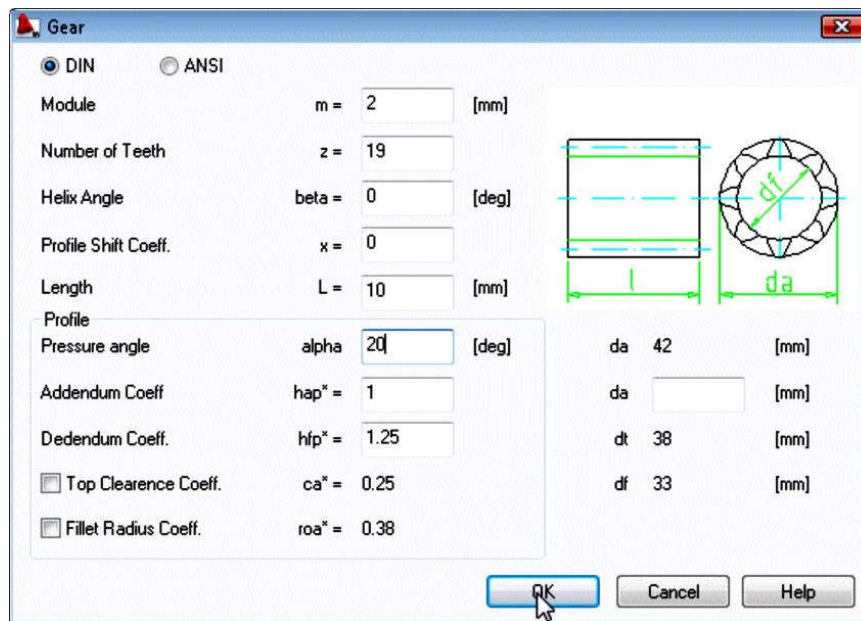 Gear
DIN ANSI
Module m = 2 [mm]
Number of Teeth z = 19
Helix Angle beta = 0 [deg]
Profile Shift Coeff. x = 0
Length L = 10 [mm]
l da df
Profile
Pressure angle alpha 20 [deg] da 42 [mm]
Addendum Coeff hap* = 1 da [mm]
Dedendum Coeff. hfp* = 1.25 dt 38 [mm]
Top Clearence Coeff. ca* = 0.25 df 33 [mm]
Fillet Radius Coeff. roa* = 0.38
OK Cancel Help